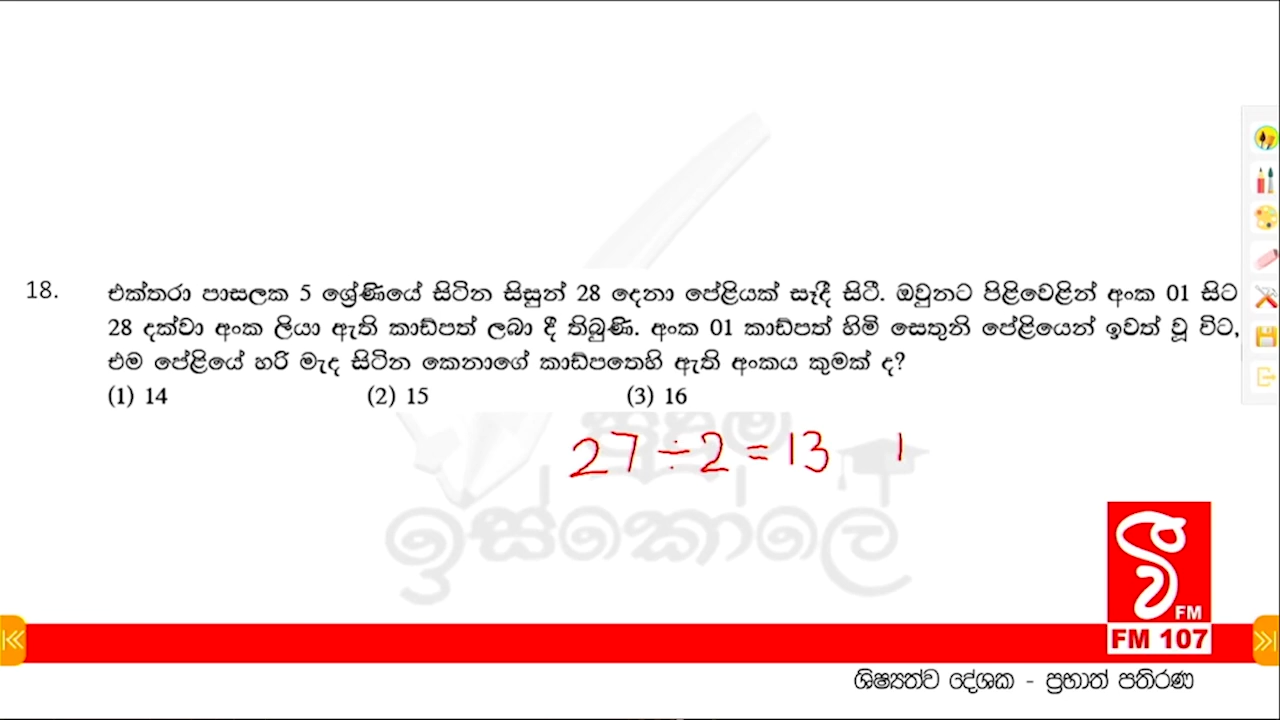 18. එක්තරා පාසලක 5 ශ්‍රේණියේ සිටින සිසුන් 28 දෙනා පේළියක් සෑදී සිටී. ඔවුනට පිළිවෙළින් අංක 01 සිට
28 දක්වා අංක ලියා ඇති කාඩ්පත් ලබා දී තිබුණි. අංක 01 කාඩ්පත් හිමි සෙතුනි පේළියෙන් ඉවත් වූ විට,
එම පේළියේ හරි මැද සිටින කෙනාගේ කාඩ්පතෙහි ඇති අංකය කුමක් ද?
(1) 14 (2) 15 (3) 16
27 ÷ 2 = 13 1
ඉස්කෝලේ
FM
FM 107
ශිෂ්‍යත්ව දේශක - ප්‍රභාත් පතිරණ